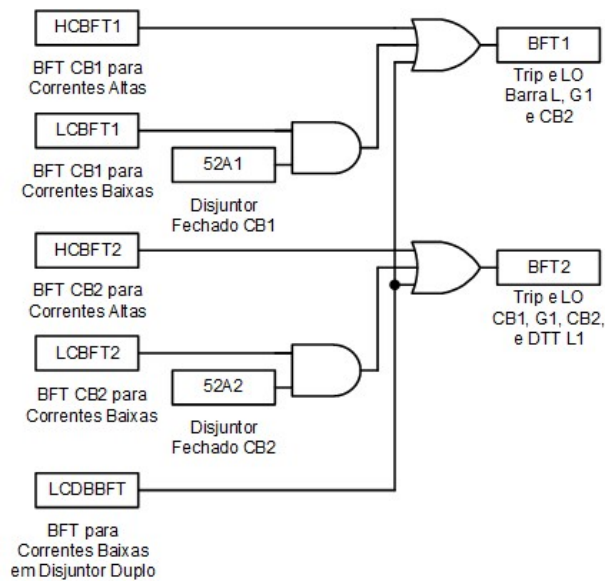 HCBFT1
BFT CB1 para
Correntes Altas
BFT1
Trip e LO
Barra L, G1
e CB2
LCBFT1
BFT CB1 para
Correntes Baixas
52A1
Disjuntor
Fechado CB1
HCBFT2
BFT CB2 para
Correntes Altas
BFT2
Trip e LO
CB1, G1, CB2,
e DTT L1
LCBFT2
BFT CB2 para
Correntes Baixas
52A2
Disjuntor
Fechado CB2
LCDBBFT
BFT para
Correntes Baixas
em Disjuntor Duplo